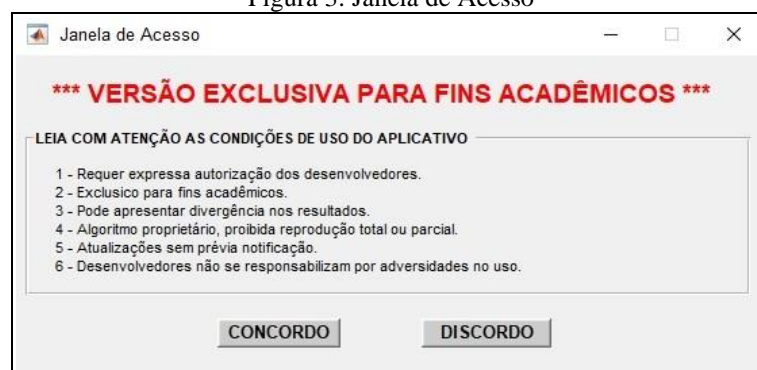 Figura 3: Janela de Acesso
Janela de Acesso
*** VERSÃO EXCLUSIVA PARA FINS ACADÊMICOS ***
LEIA COM ATENÇÃO AS CONDIÇÕES DE USO DO APLICATIVO
1 - Requer expressa autorização dos desenvolvedores.
2 - Exclusico para fins acadêmicos.
3 - Pode apresentar divergência nos resultados.
4 - Algoritmo proprietário, proibida reprodução total ou parcial.
5 - Atualizações sem prévia notificação.
6 - Desenvolvedores não se responsabilizam por adversidades no uso.
CONCORDO DISCORDO